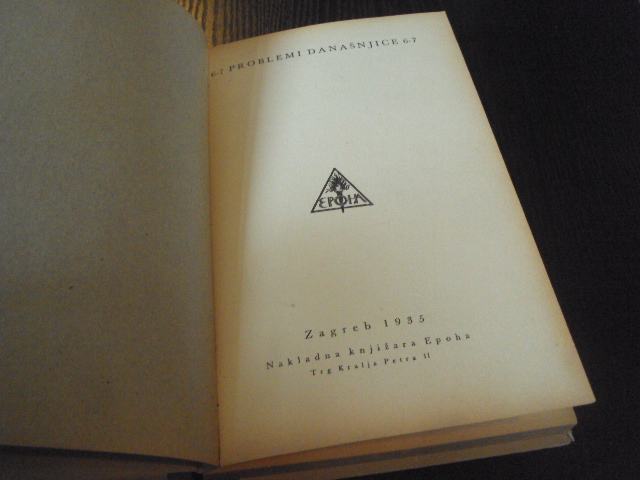 6-7 PROBLEMI DANAŠNJICE 6-7
EPOHA
Zagreb 1935
Nakladna knjižara Epoha
Trg Kralja Petra II